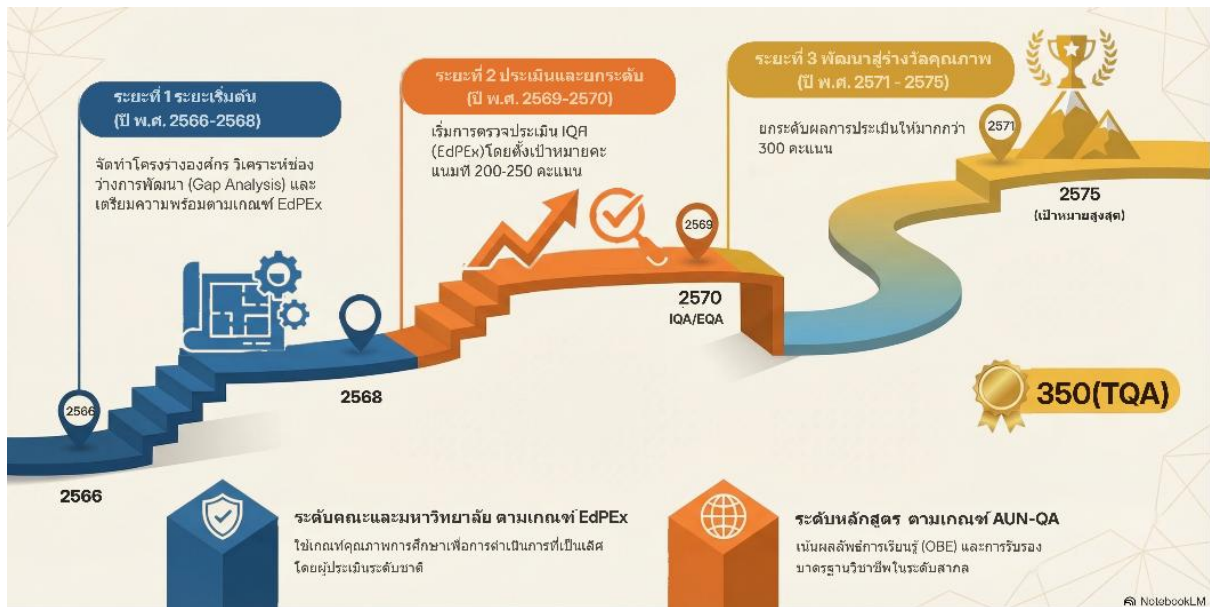 ระยะที่ 1 ระยะเริ่มต้น
(ปี พ.ศ. 2566-2568)
จัดทำโครงร่างองค์กร วิเคราะห์ช่อง
ว่างการพัฒนา (Gap Analysis) และ
เตรียมความพร้อมตามเกณฑ์ EdPEx
2566
2566
2568
ระยะที่ 2 ประเมินและยกระดับ
(ปี พ.ศ. 2569-2570)
เริ่มการตรวจประเมิน IQA
(EdPEx)โดยตั้งเป้าหมายคะ
แนนที่ 200-250 คะแนน
2569
2570
IQA/EQA
ระยะที่ 3 พัฒนาสู่รางวัลคุณภาพ
(ปี พ.ศ. 2571 - 2575)
ยกระดับผลการประเมินให้มากกว่า
300 คะแนน
2571
2575
(เป้าหมายสูงสุด)
350(TQA)
ระดับคณะและมหาวิทยาลัย ตามเกณฑ์ EdPEx
ใช้เกณฑ์คุณภาพการศึกษาเพื่อการดำเนินการที่เป็นเลิศ
โดยผู้ประเมินระดับชาติ
ระดับหลักสูตร ตามเกณฑ์ AUN-QA
เน้นผลลัพธ์การเรียนรู้ (OBE) และการรับรอง
มาตรฐานวิชาชีพในระดับสากล
NotebookLM